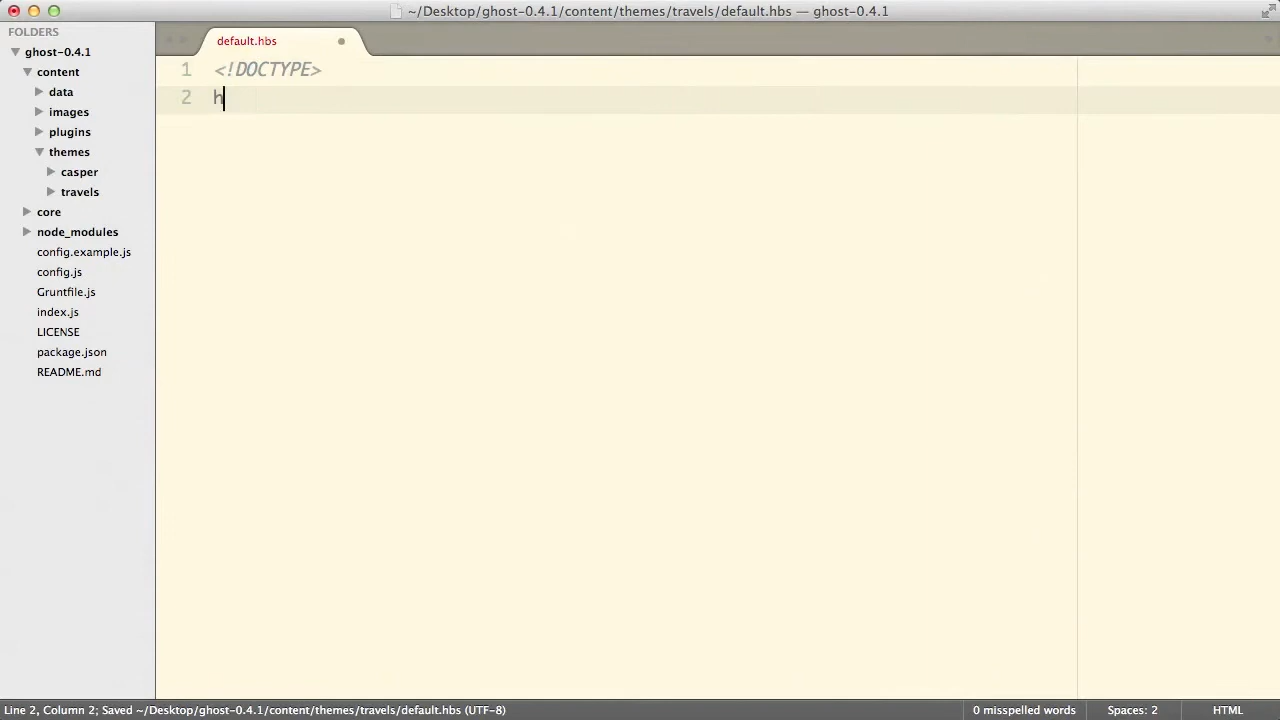 ~/Desktop/ghost-0.4.1/content/themes/travels/default.hbs — ghost-0.4.1
FOLDERS
ghost-0.4.1
content
data
images
plugins
themes
casper
travels
core
node_modules
config.example.js
config.js
Gruntfile.js
index.js
LICENSE
package.json
README.md
default.hbs
1 <!DOCTYPE>
2 h
Line 2, Column 2; Saved ~/Desktop/ghost-0.4.1/content/themes/travels/default.hbs (UTF-8)
0 misspelled words
Spaces: 2
HTML